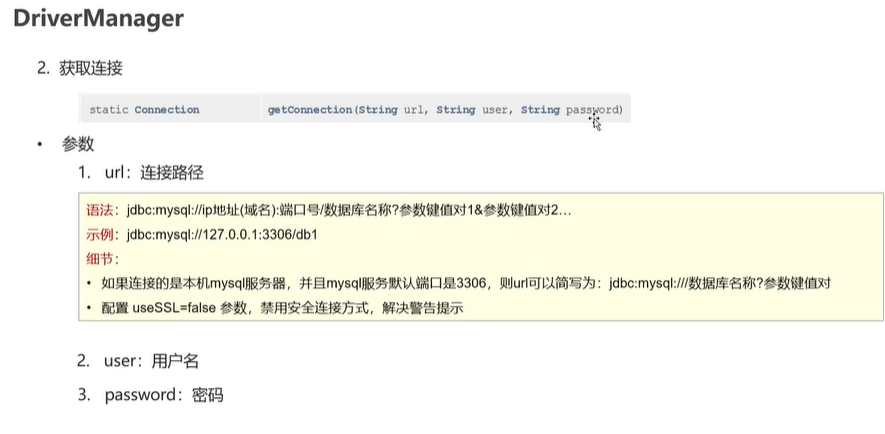 DriverManager
2. 获取连接
static Connection getConnection(String url, String user, String password)
• 参数
1. url：连接路径
语法：jdbc:mysql://ip地址(域名):端口号/数据库名称?参数键值对1&参数键值对2…
示例：jdbc:mysql://127.0.0.1:3306/db1
细节：
• 如果连接的是本机mysql服务器，并且mysql服务默认端口是3306，则url可以简写为：jdbc:mysql:///数据库名称?参数键值对
• 配置 useSSL=false 参数，禁用安全连接方式，解决警告提示
2. user：用户名
3. password：密码